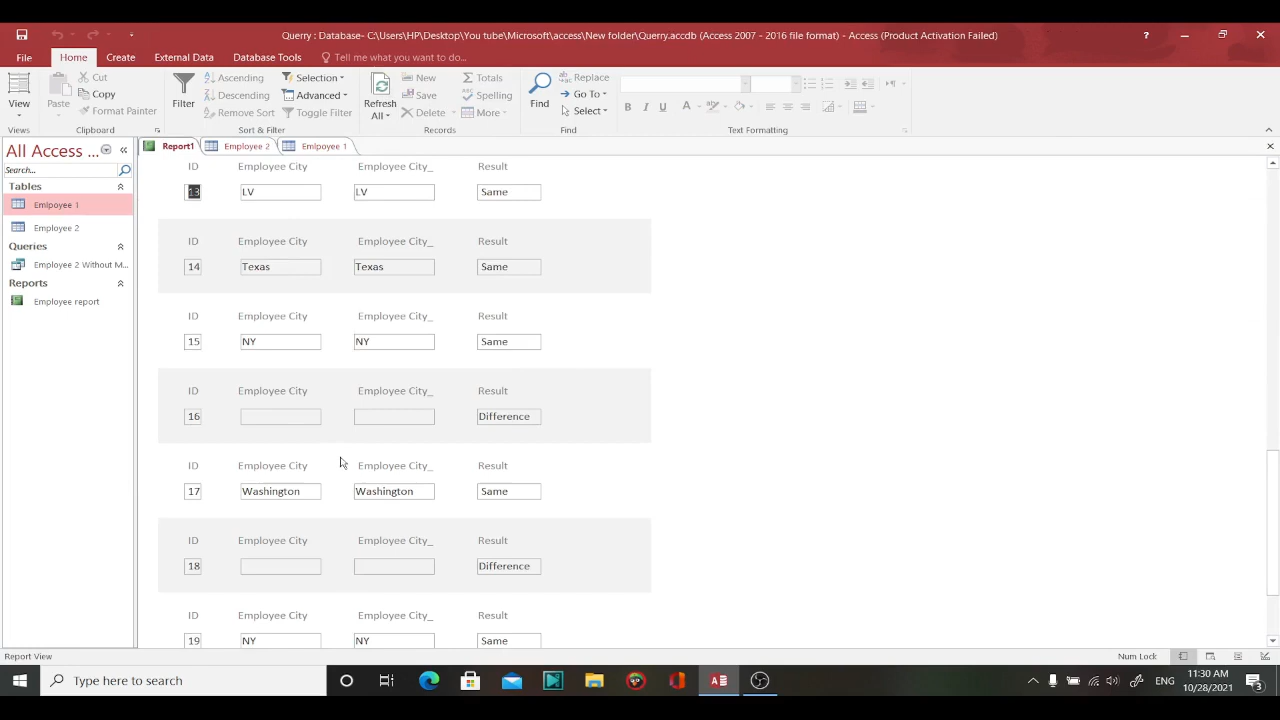 Querry : Database- C:\Users\HP\Desktop\You tube\Microsoft\access\New folder\Querry.accdb (Access 2007 - 2016 file format) - Access (Product Activation Failed)
File Home Create External Data Database Tools Tell me what you want to do...
View
Views
Paste
Cut
Copy
Format Painter
Clipboard
Filter
Ascending
Descending
Remove Sort
Selection
Advanced
Toggle Filter
Sort & Filter
Refresh All
New
Save
Delete
Totals
Spelling
More
Records
Find
Replace
Go To
Select
Find
B I U A
Text Formatting
All Access ...
Search...
Tables
Emlpoyee 1
Employee 2
Queries
Employee 2 Without M...
Reports
Employee report
Report1 Employee 2 Emlpoyee 1
ID Employee City Employee City_ Result
13 LV LV Same
ID Employee City Employee City_ Result
14 Texas Texas Same
ID Employee City Employee City_ Result
15 NY NY Same
ID Employee City Employee City_ Result
16 Difference
ID Employee City Employee City_ Result
17 Washington Washington Same
ID Employee City Employee City_ Result
18 Difference
ID Employee City Employee City_ Result
19 NY NY Same
Report View Num Lock
Type here to search
ENG
11:30 AM
10/28/2021
3